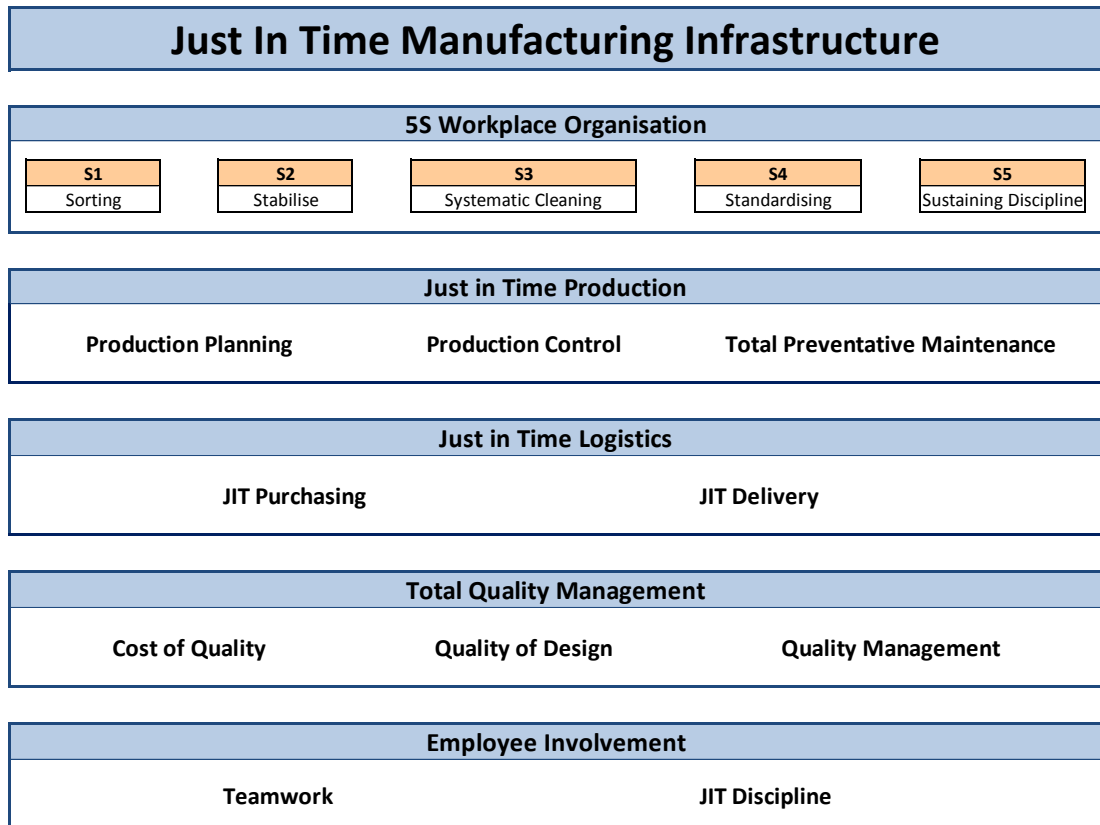 Just In Time Manufacturing Infrastructure
5S Workplace Organisation
S1 S2 S3 S4 S5
Sorting Stabilise Systematic Cleaning Standardising Sustaining Discipline
Just in Time Production
Production Planning Production Control Total Preventative Maintenance
Just in Time Logistics
JIT Purchasing JIT Delivery
Total Quality Management
Cost of Quality Quality of Design Quality Management
Employee Involvement
Teamwork JIT Discipline